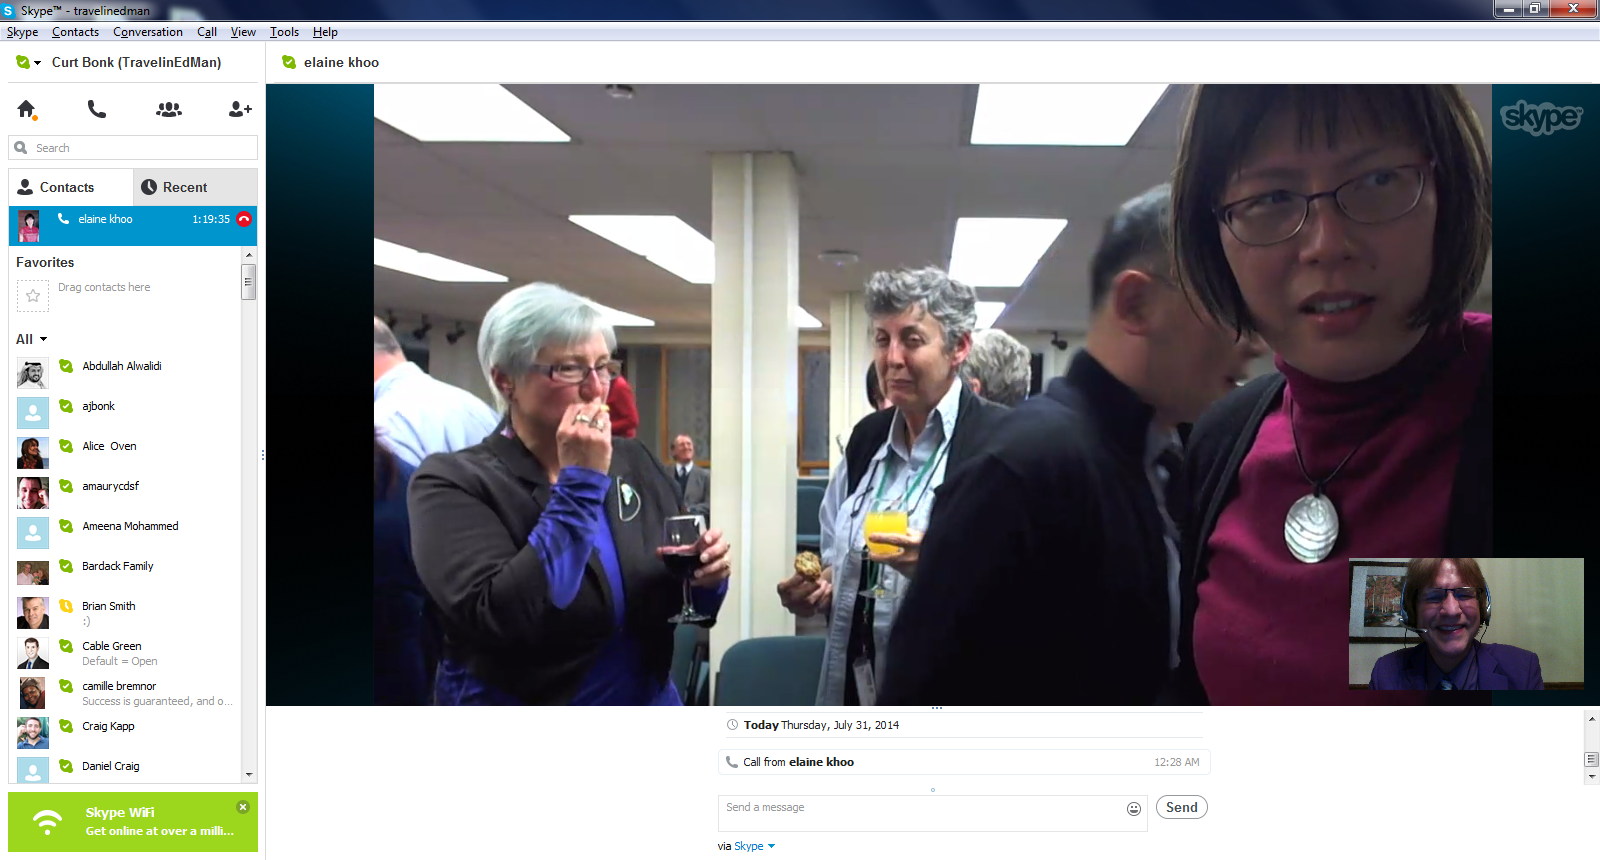 Skype™ - travelinedman
Skype Contacts Conversation Call View Tools Help
Curt Bonk (TravelinEdMan)
elaine khoo
Search
Contacts
Recent
elaine khoo 1:19:35
Favorites
Drag contacts here
All
Abdullah Alwalidi
ajbonk
Alice Oven
amaurycdsf
Ameena Mohammed
Bardack Family
Brian Smith
:)
Cable Green
Default = Open
camille bremnor
Success is guaranteed, and o...
Craig Kapp
Daniel Craig
Skype WiFi
Get online at over a milli...
skype™
Today Thursday, July 31, 2014
Call from elaine khoo 12:28 AM
Send a message
Send
via Skype